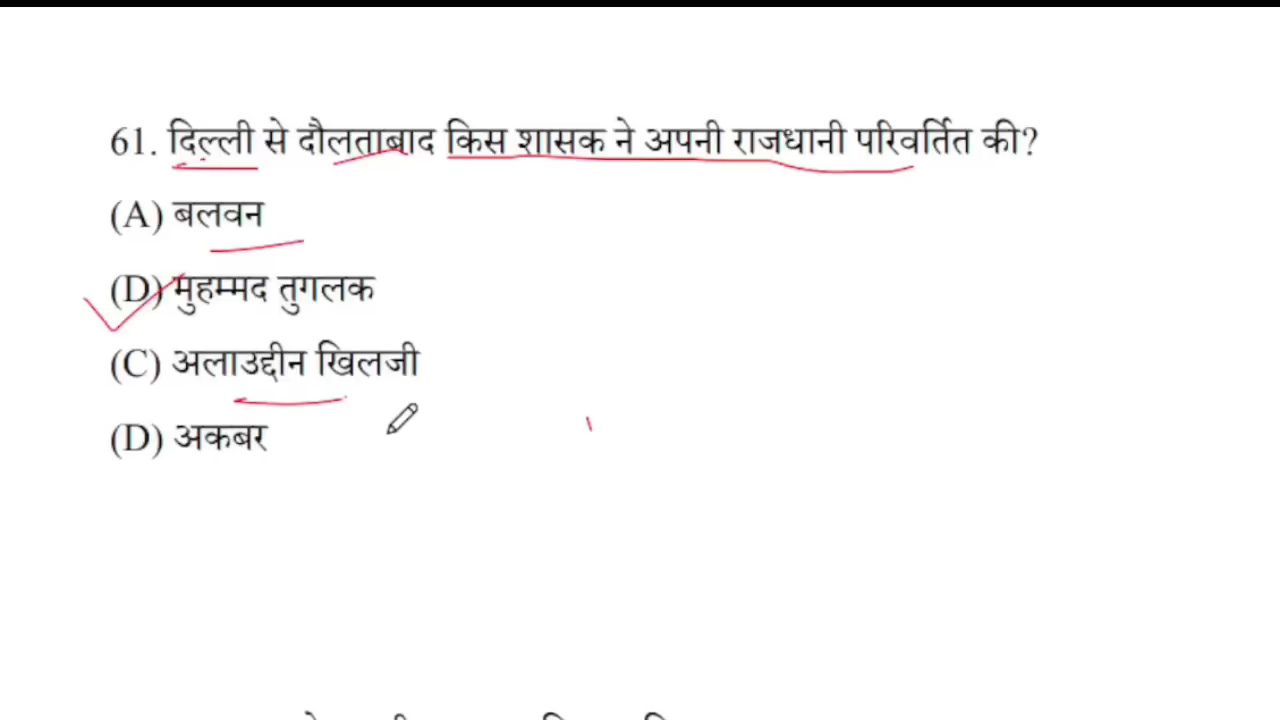 61. दिल्ली से दौलताबाद किस शासक ने अपनी राजधानी परिवर्तित की?
(A) बलवन
(D) मुहम्मद तुगलक
(C) अलाउद्दीन खिलजी
(D) अकबर